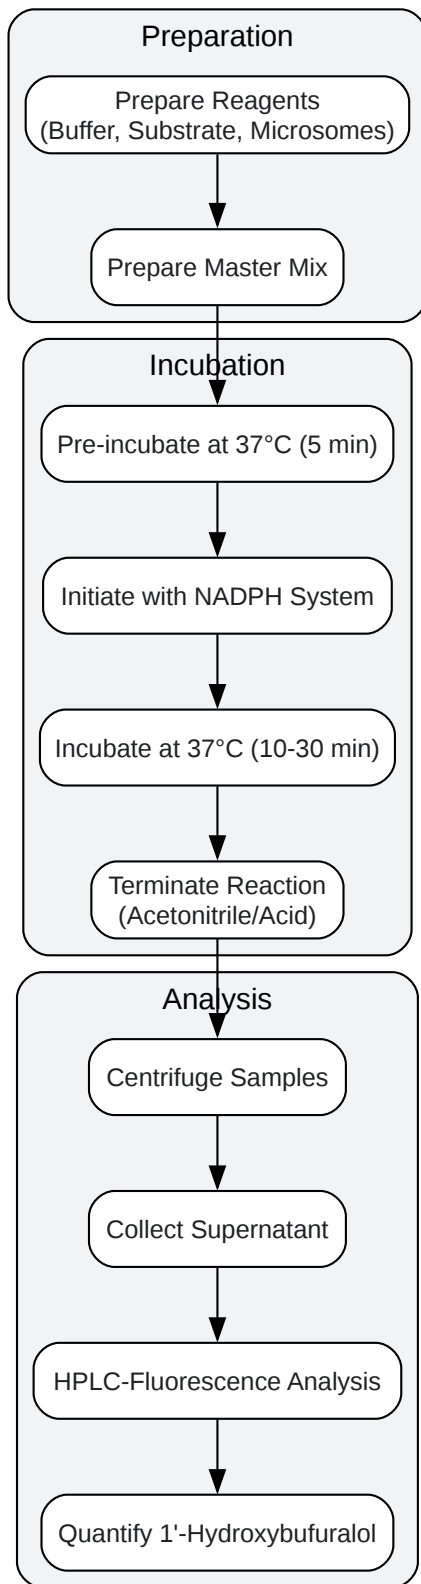 Preparation
Prepare Reagents
(Buffer, Substrate, Microsomes)
Prepare Master Mix
Incubation
Pre-incubate at 37°C (5 min)
Initiate with NADPH System
Incubate at 37°C (10-30 min)
Terminate Reaction
(Acetonitrile/Acid)
Analysis
Centrifuge Samples
Collect Supernatant
HPLC-Fluorescence Analysis
Quantify 1'-Hydroxybufuralol